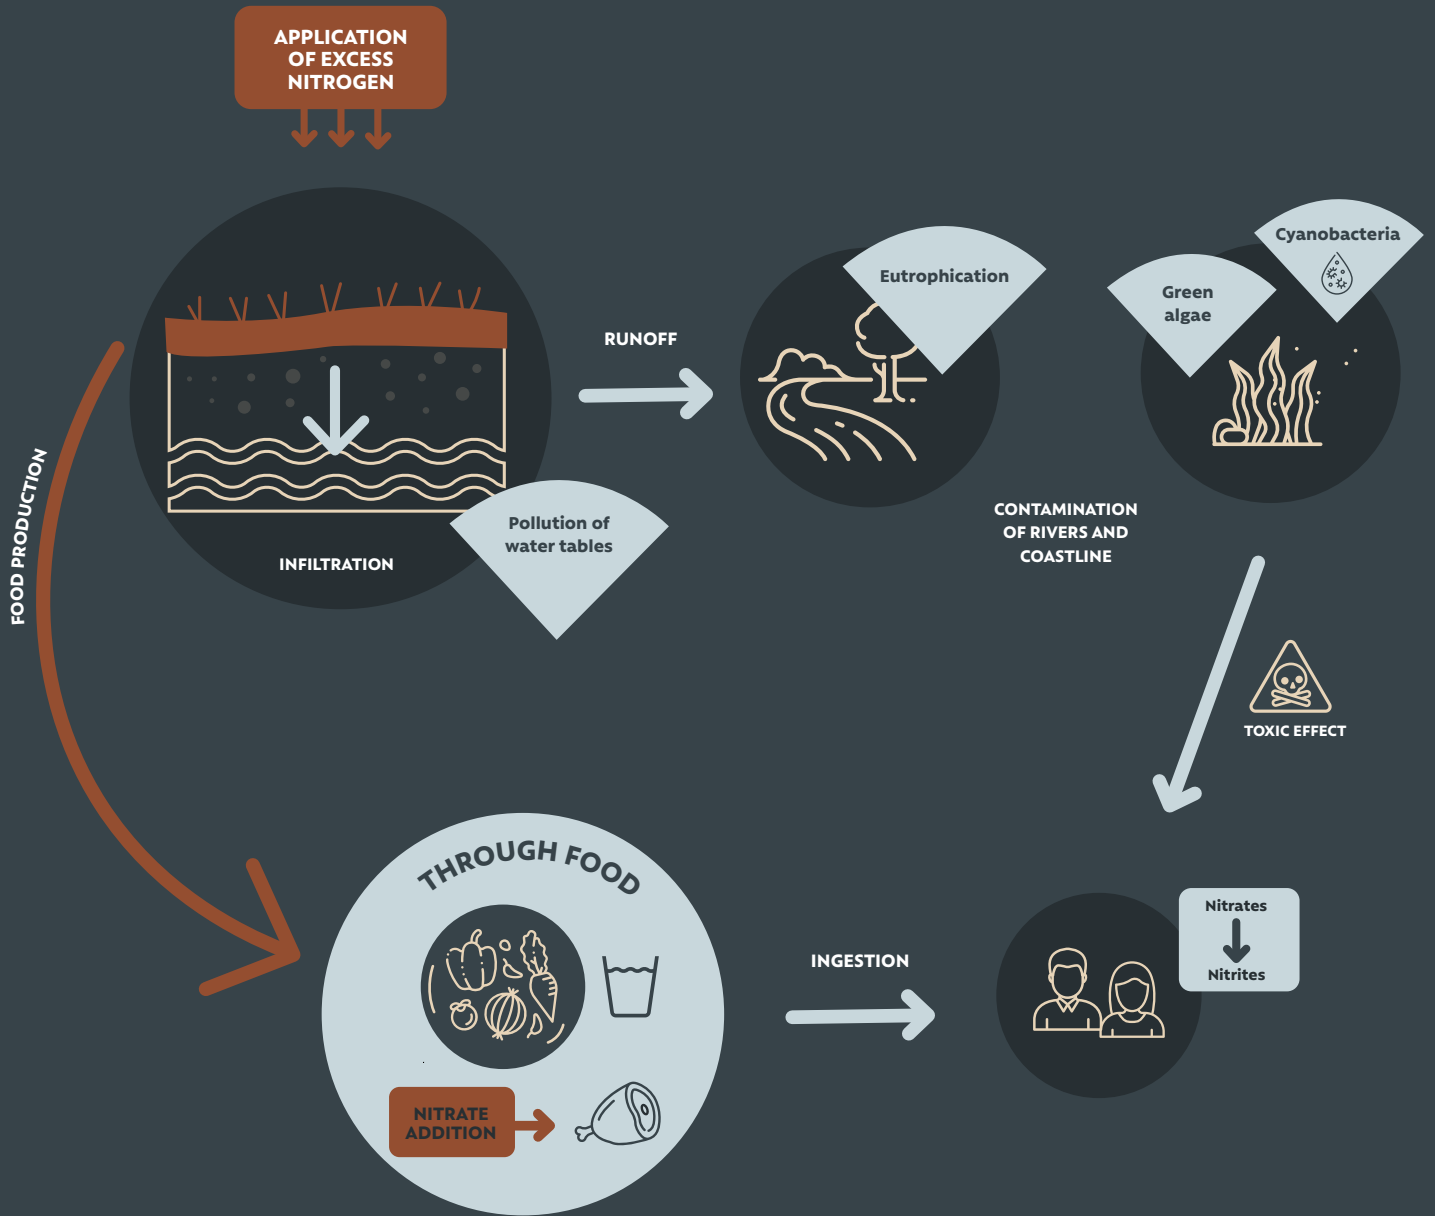 APPLICATION
OF EXCESS
NITROGEN
Cyanobacteria
Eutrophication
Green
algae
RUNOFF
FOOD PRODUCTION
Pollution of
water tables
INFILTRATION
CONTAMINATION
OF RIVERS AND
COASTLINE
TOXIC EFFECT
THROUGH FOOD
INGESTION
Nitrates
Nitrites
NITRATE
ADDITION